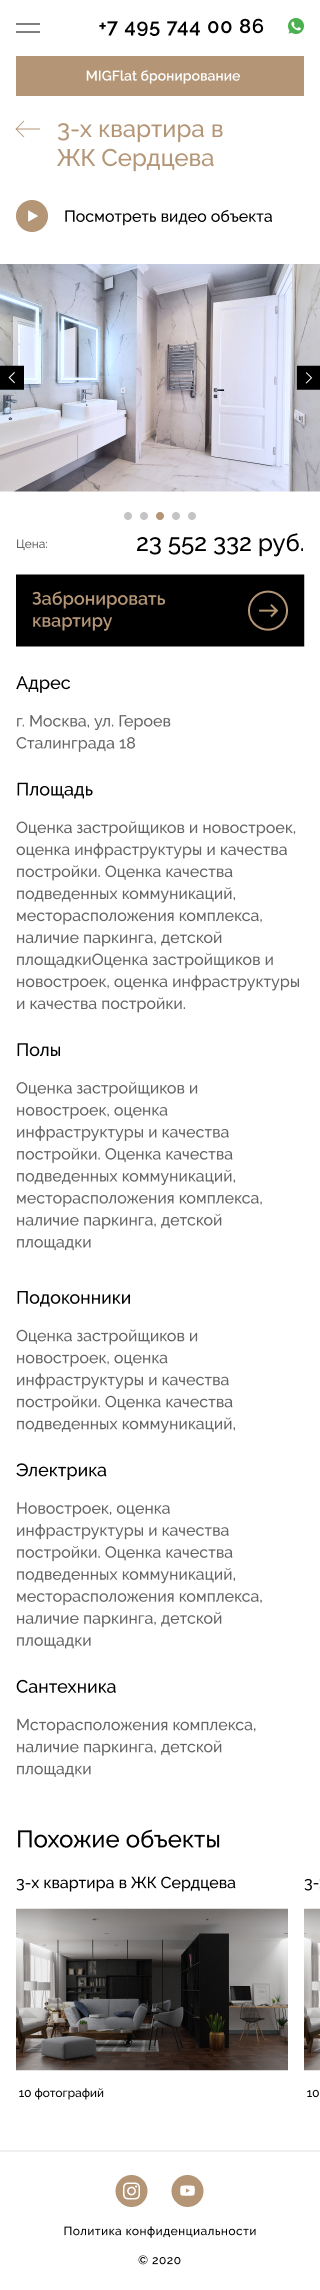 +7 495 744 00 86
MIGFlat бронирование
3-х квартира в
ЖК Сердцева
Посмотреть видео объекта
Цена:
23 552 332 руб.
Забронировать
квартиру
Адрес
г. Москва, ул. Героев
Сталинграда 18
Площадь
Оценка застройщиков и новостроек,
оценка инфраструктуры и качества
постройки. Оценка качества
подведенных коммуникаций,
месторасположения комплекса,
наличие паркинга, детской
площадкиОценка застройщиков и
новостроек, оценка инфраструктуры
и качества постройки.
Полы
Оценка застройщиков и
новостроек, оценка
инфраструктуры и качества
постройки. Оценка качества
подведенных коммуникаций,
месторасположения комплекса,
наличие паркинга, детской
площадки
Подоконники
Оценка застройщиков и
новостроек, оценка
инфраструктуры и качества
постройки. Оценка качества
подведенных коммуникаций,
Электрика
Новостроек, оценка
инфраструктуры и качества
постройки. Оценка качества
подведенных коммуникаций,
месторасположения комплекса,
наличие паркинга, детской
площадки
Сантехника
Мсторасположения комплекса,
наличие паркинга, детской
площадки
Похожие объекты
3-х квартира в ЖК Сердцева
3-
10 фотографий
10
Политика конфиденциальности
© 2020